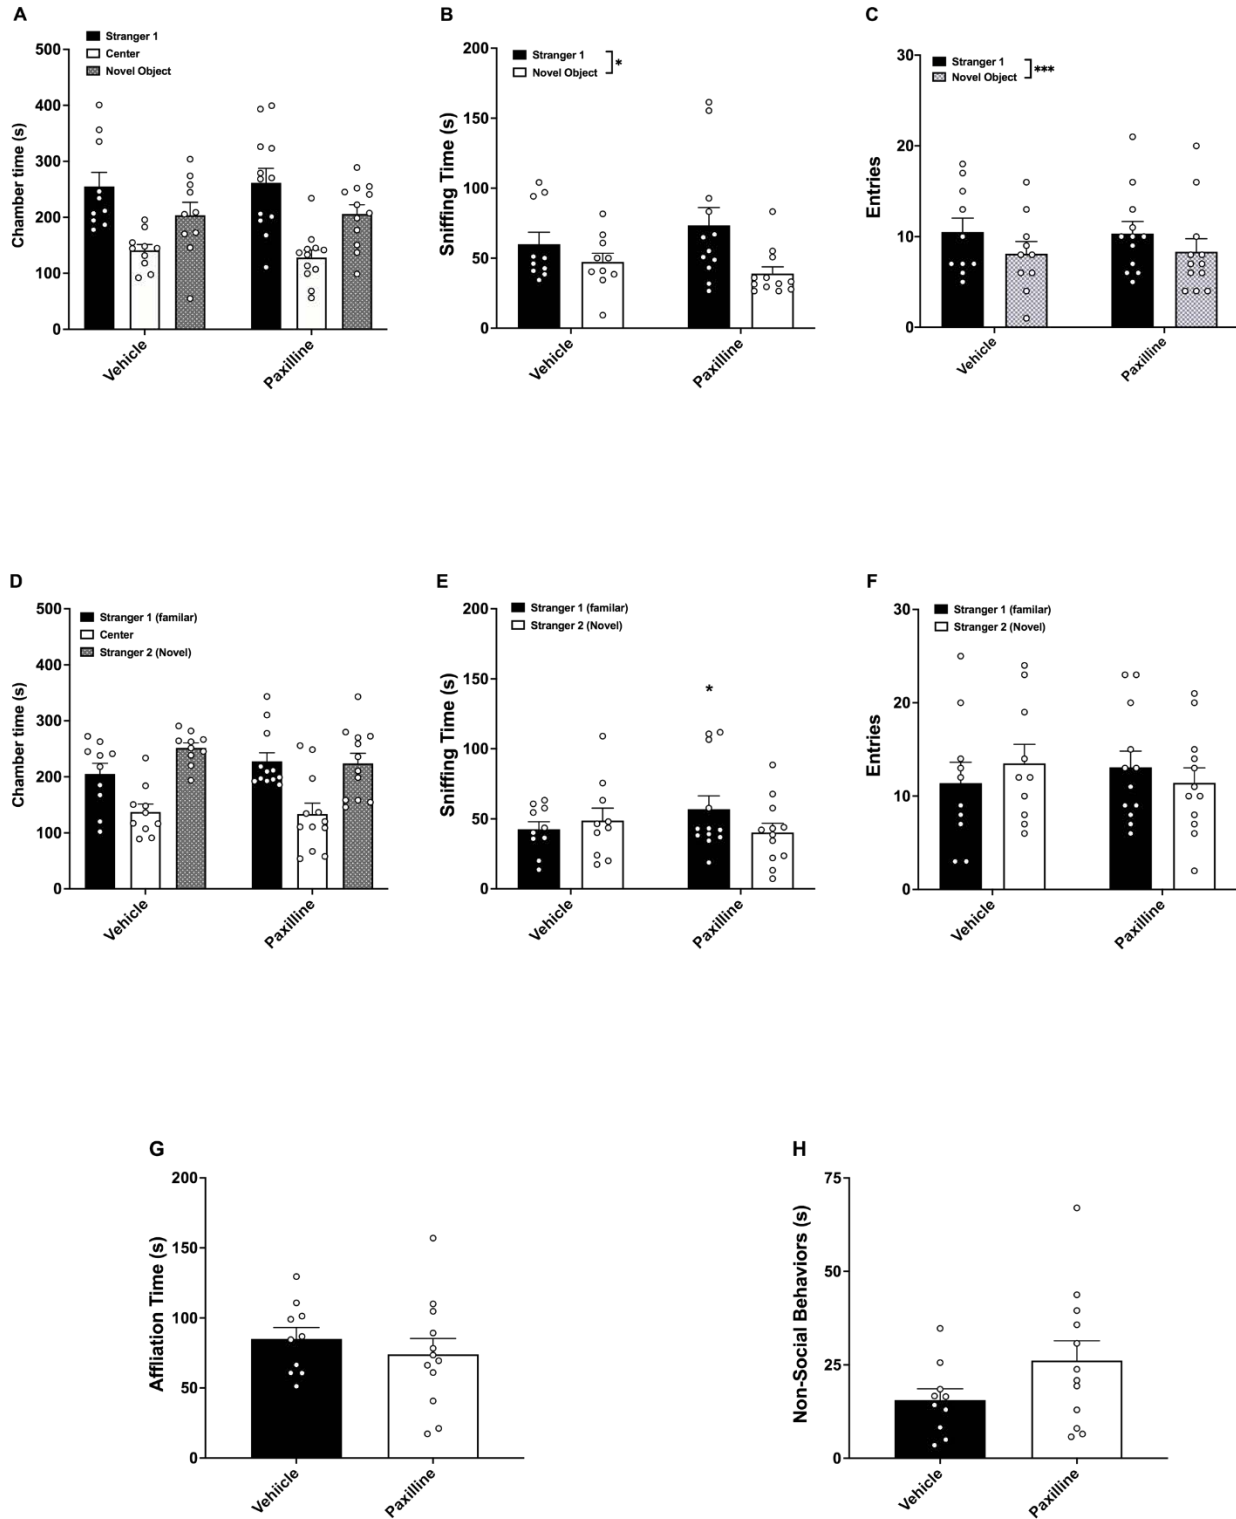 A
Stranger 1
Center
Novel Object
500
400
300
200
100
0
Chamber time (s)
Vehicle
Paxilline
B
Stranger 1
Novel Object
*
200
150
100
50
0
Sniffing Time (s)
Vehicle
Paxilline
C
Stranger 1
Novel Object
***
30
20
10
0
Entries
Vehicle
Paxilline
D
Stranger 1 (familar)
Center
Stranger 2 (Novel)
500
400
300
200
100
0
Chamber time (s)
Vehicle
Paxilline
E
Stranger 1 (familar)
Stranger 2 (Novel)
200
150
100
50
0
*
Sniffing Time (s)
Vehicle
Paxilline
F
Stranger 1 (familar)
Stranger 2 (Novel)
30
20
10
0
Entries
Vehicle
Paxilline
G
200
150
100
50
0
Affliation Time (s)
Vehiicle
Paxilline
H
75
50
25
0
Non-Social Behaviors (s)
Vehicle
Paxilline